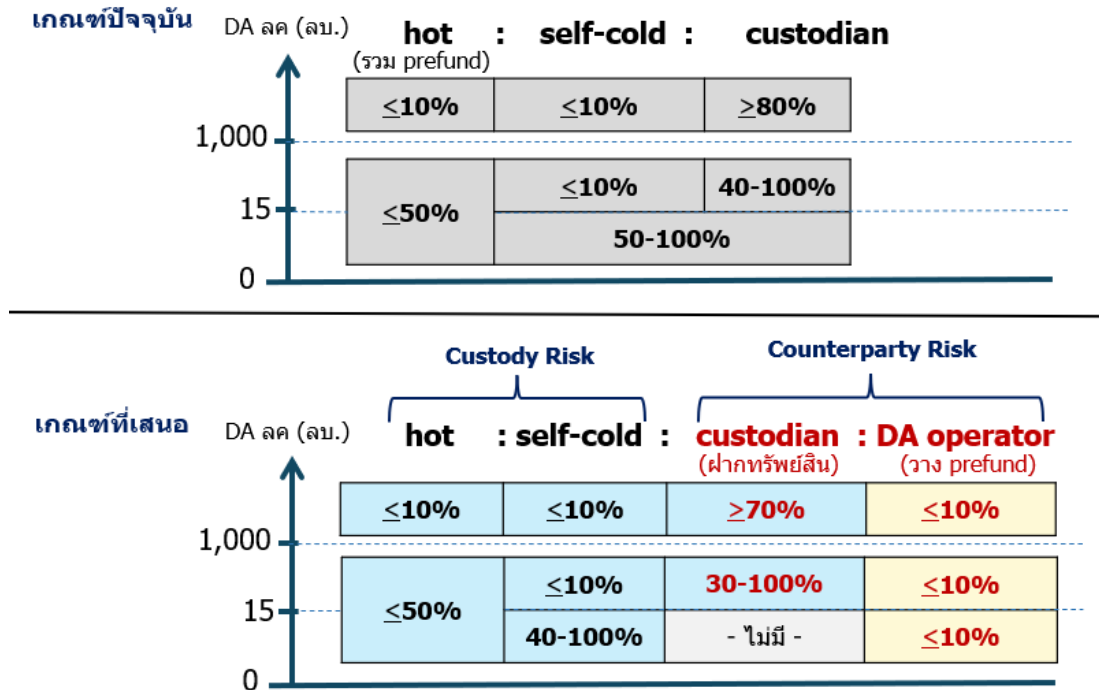 เกณฑ์ปัจจุบัน DA ลค (ลบ.) hot : self-cold : custodian
(รวม prefund)
≤10% ≤10% ≥80%
1,000
≤10% 40-100%
15 ≤50%
50-100%
0
Custody Risk Counterparty Risk
เกณฑ์ที่เสนอ DA ลค (ลบ.) hot : self-cold : custodian : DA operator
(ฝากทรัพย์สิน) (วาง prefund)
≤10% ≤10% ≥70% ≤10%
1,000
≤10% 30-100% ≤10%
15 ≤50%
40-100% - ไม่มี - ≤10%
0